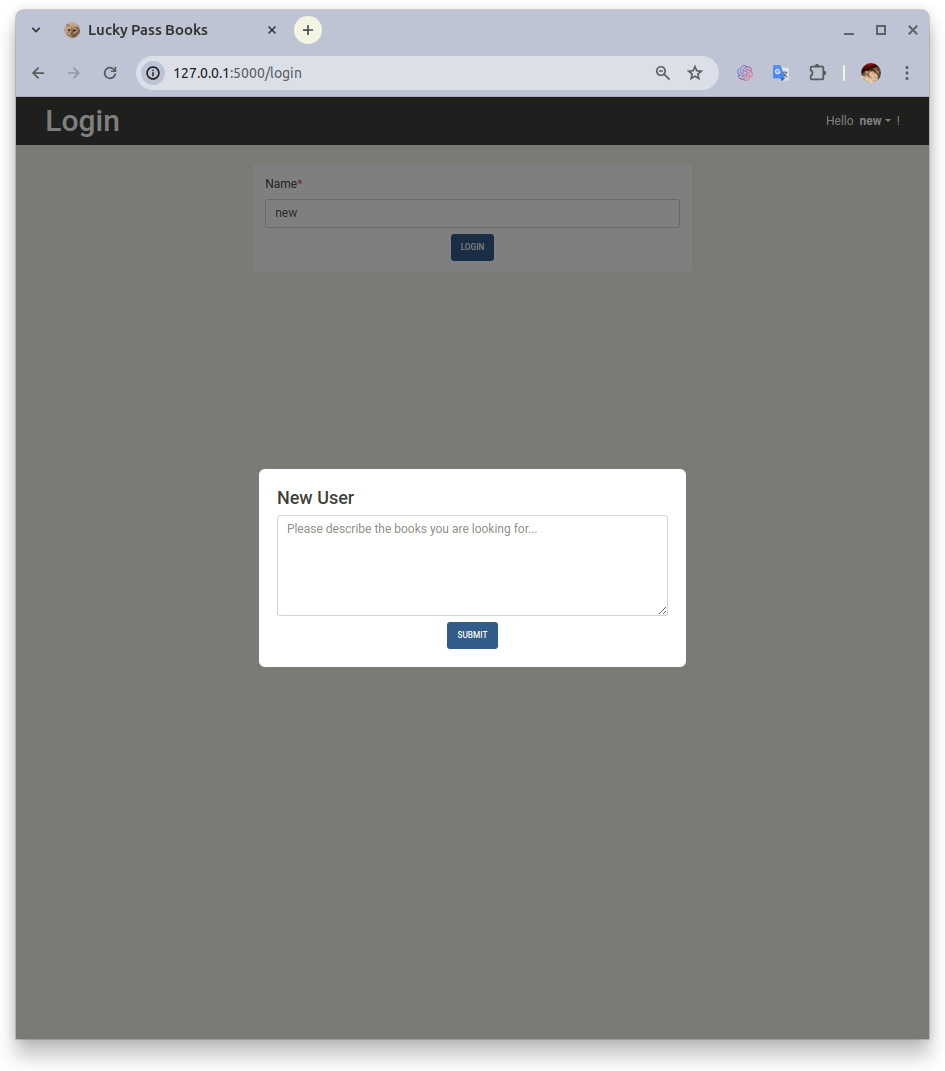 Lucky Pass Books
127.0.0.1:5000/login
Login
Hello new !
Name*
new
LOGIN
New User
Please describe the books you are looking for...
SUBMIT